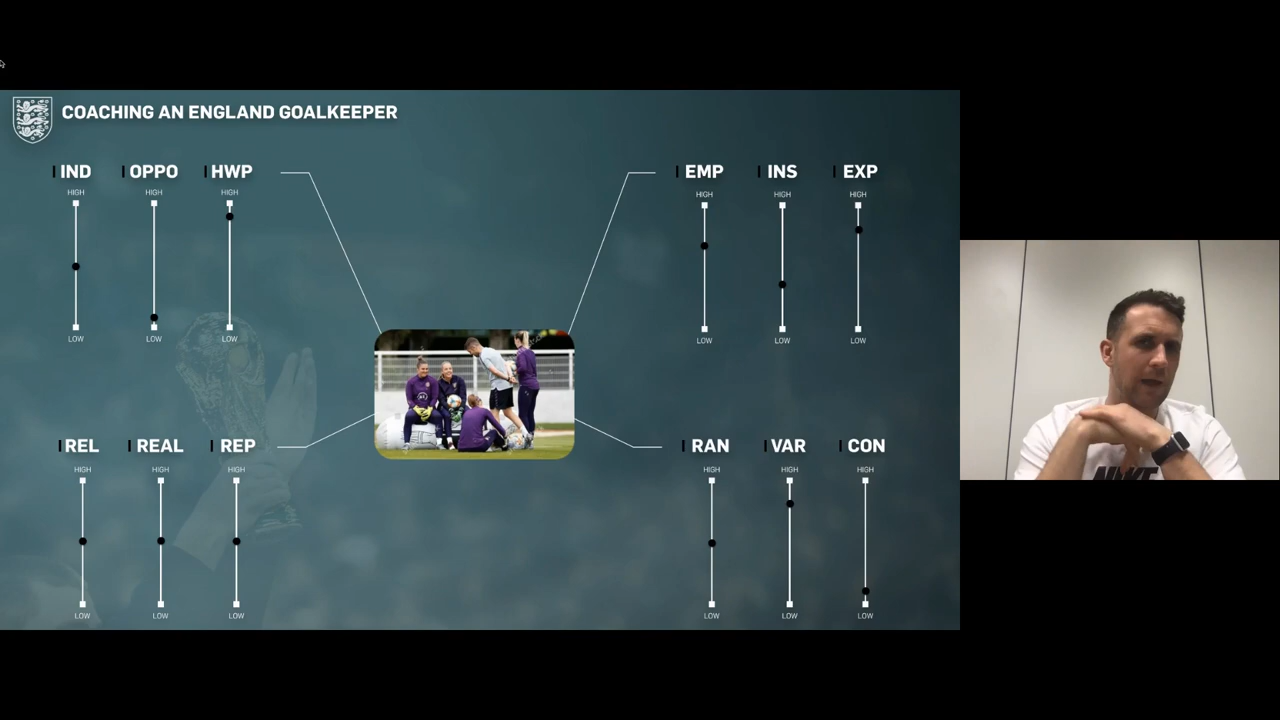 COACHING AN ENGLAND GOALKEEPER
IND OPPO HWP
HIGH HIGH HIGH
LOW LOW LOW
EMP INS EXP
HIGH HIGH HIGH
LOW LOW LOW
REL REAL REP
HIGH HIGH HIGH
LOW LOW LOW
RAN VAR CON
HIGH HIGH HIGH
LOW LOW LOW